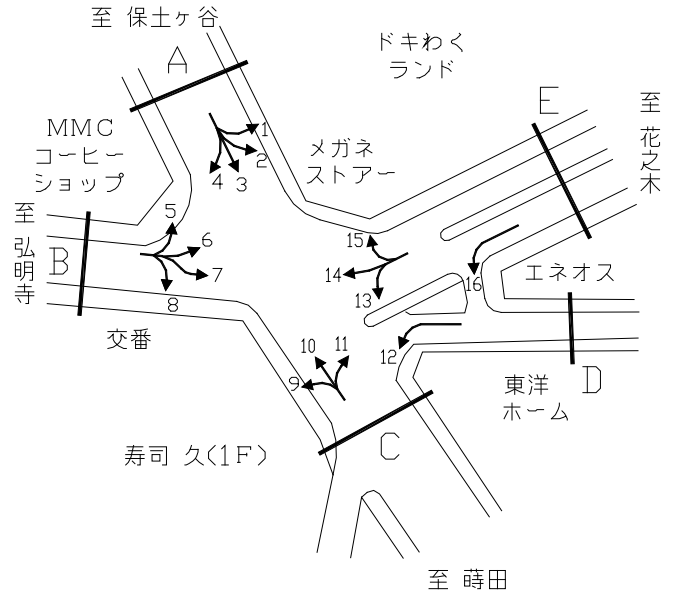 至 保土ヶ谷
ドキわく
ランド
A
E
至 花之木
MMC
コーヒー
ショップ
メガネ
ストアー
1
2
3
4
5
6
7
8
至 弘明寺
B
15
14
13
16
エネオス
交番
10
11
9
12
D
東洋
ホーム
C
寿司 久(1F)
至 蒔田